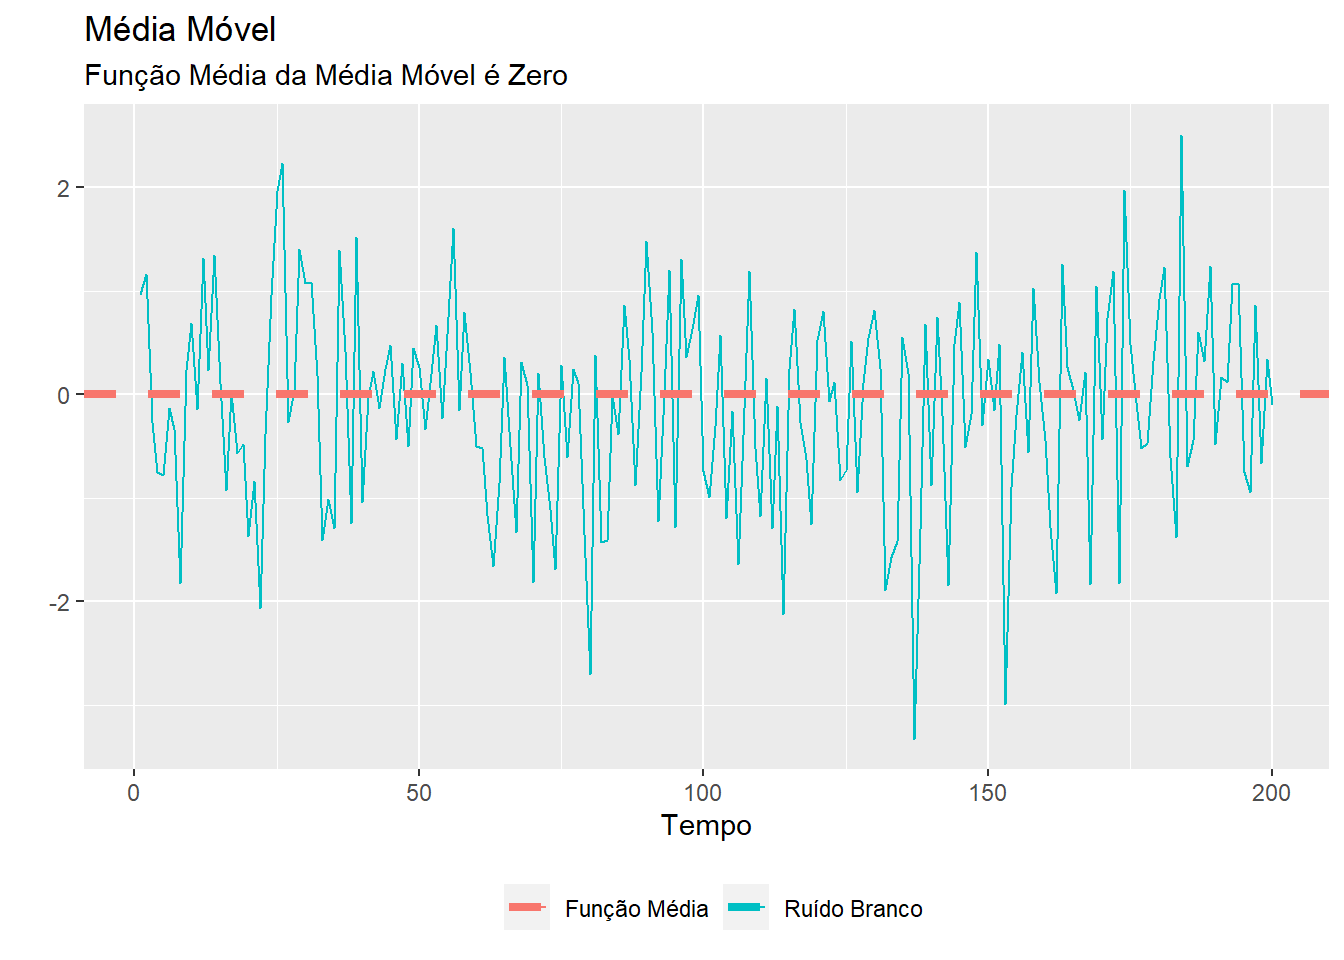 Média Móvel
Função Média da Média Móvel é Zero
2
0
-2
0 50 100 150 200
Tempo
Função Média Ruído Branco